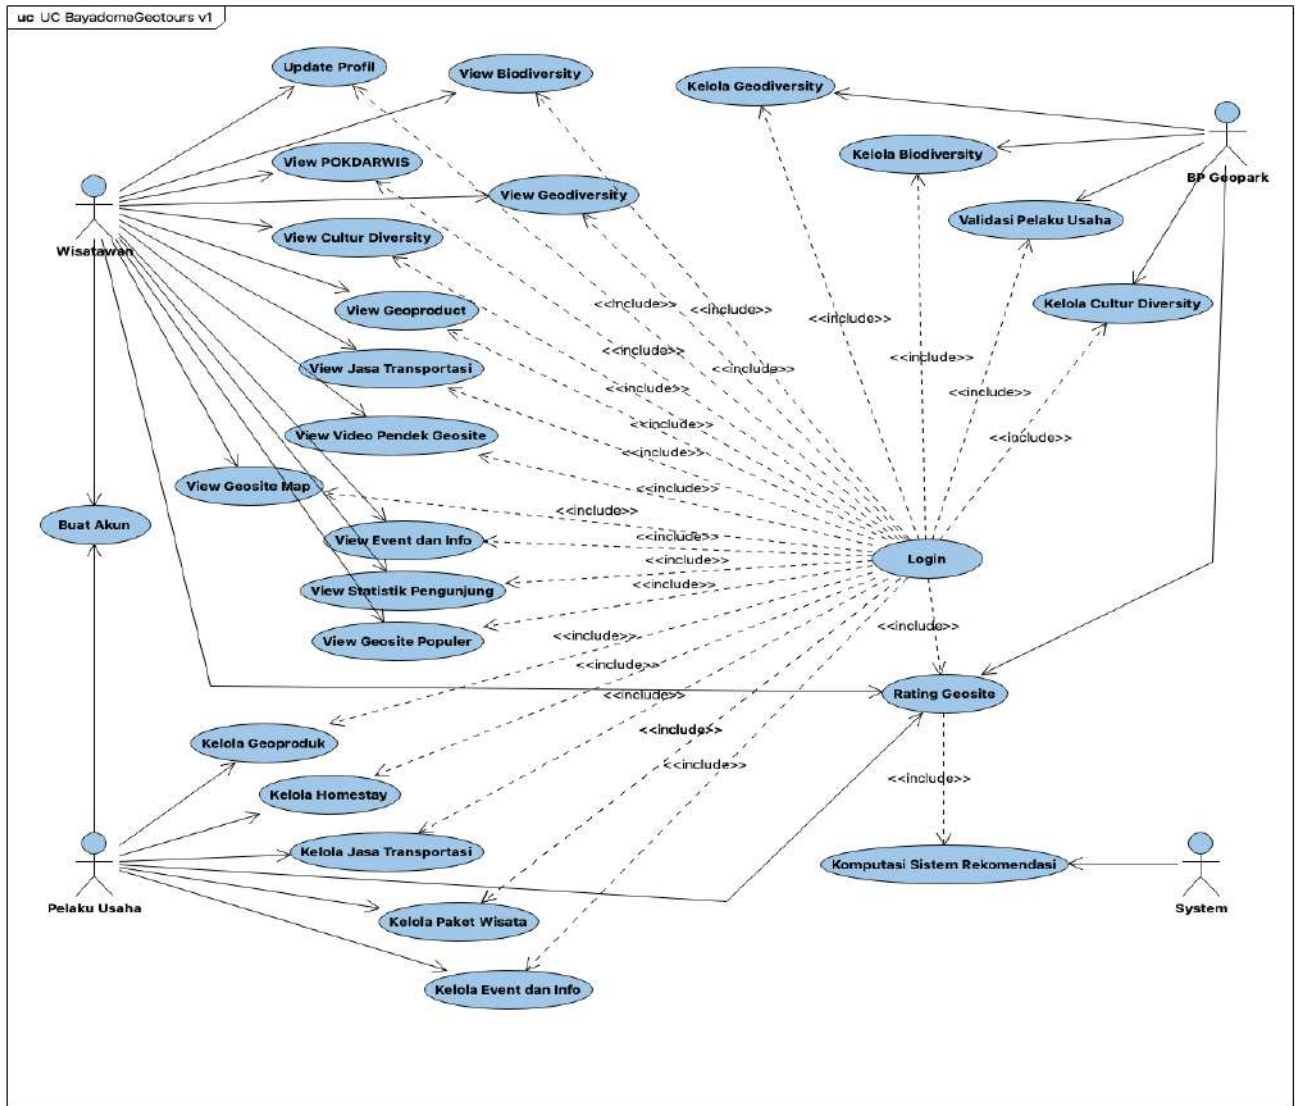 uc UC BayadomeGeotours v1
Update Profil
View Biodiversity
Kelola Geodiversity
View POKDARWIS
Kelola Biodiversity
BP Geopark
View Geodiversity
Validasi Pelaku Usaha
Wisatawan
View Cultur Diversity
Kelola Cultur Diversity
View Geoproduct
<<include>>
<<include>>
<<include>>
<<include>>
<<include>>
View Jasa Transportasi
<<include>>
<<include>>
<<include>>
View Video Pendek Geosite
<<include>>
<<include>>
<<include>>
View Geosite Map
<<include>>
<<include>>
Buat Akun
View Event dan Info
<<include>>
<<include>>
Login
View Statistik Pengunjung
<<include>>
View Geosite Populer
<<include>>
<<include>>
<<include>>
<<include>>
Rating Geosite
<<include>>
Kelola Geoproduk
<<include>>
<<include>>
<<include>>
Kelola Homestay
Kelola Jasa Transportasi
Komputasi Sistem Rekomendasi
Pelaku Usaha
System
Kelola Paket Wisata
Kelola Event dan Info